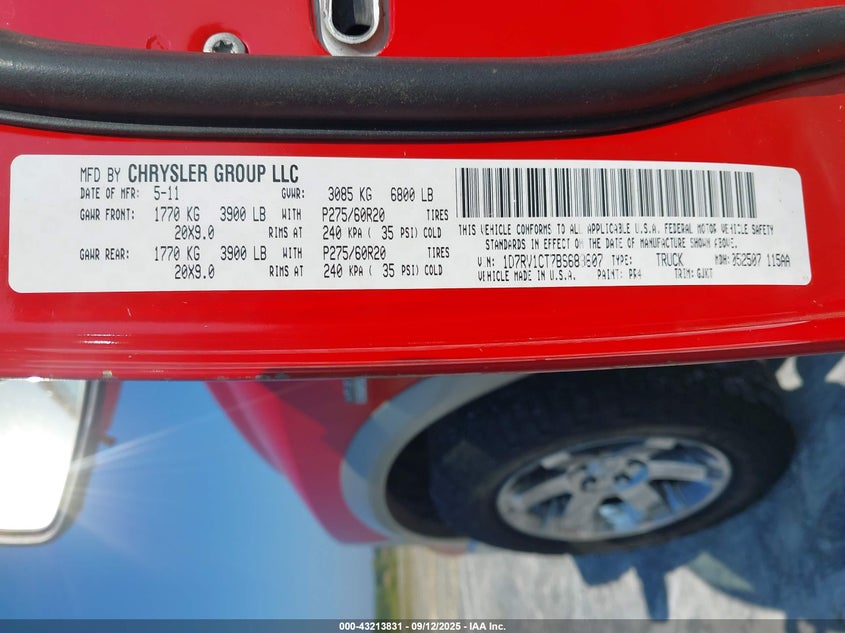 MFD BY CHRYSLER GROUP LLC
DATE OF MFR: 5-11 GVWR: 3085 KG 6800 LB
GAWR FRONT: 1770 KG 3900 LB WITH P275/60R20 TIRES
20X9.0 RIMS AT 240 KPA ( 35 PSI) COLD
GAWR REAR: 1770 KG 3900 LB WITH P275/60R20 TIRES
20X9.0 RIMS AT 240 KPA ( 35 PSI) COLD
THIS VEHICLE CONFORMS TO ALL APPLICABLE U.S.A. FEDERAL MOTOR VEHICLE SAFETY
STANDARDS IN EFFECT ON THE DATE OF MANUFACTURE SHOWN ABOVE.
TYPE: TRUCK MDH: 115AA
VEHICLE MADE IN U.S.A. PAINT: PR4 TRIM: GJKT
000-43213831 - 09/12/2025 - IAA Inc.